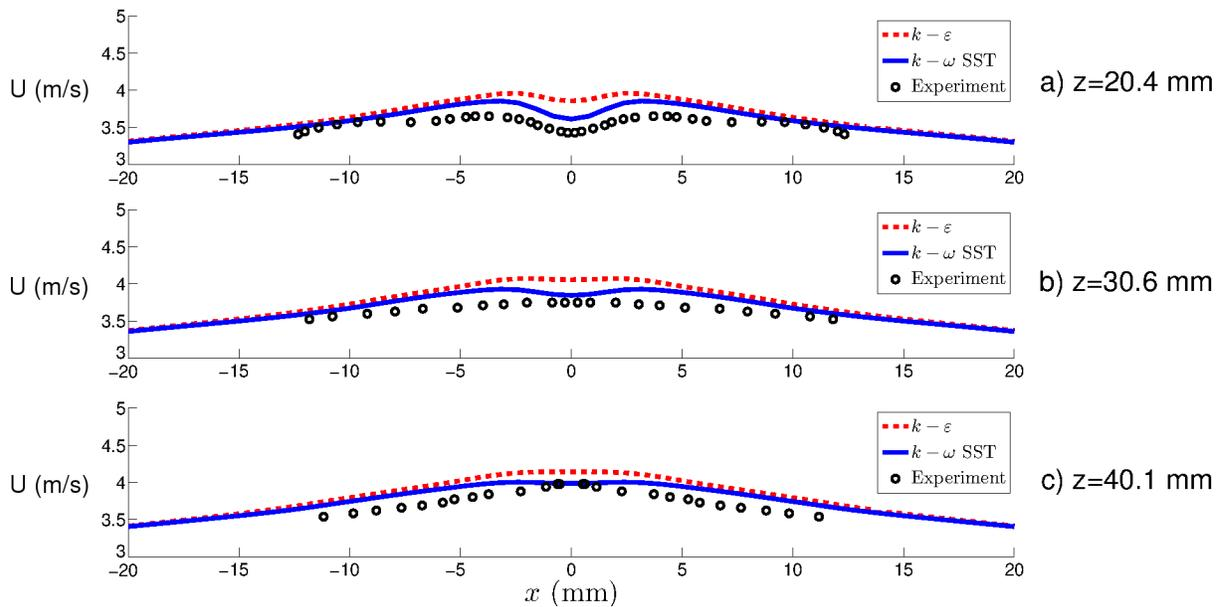 5
4.5
4
3.5
3
U (m/s)
k − ε
k − ω SST
Experiment
a) z=20.4 mm
−20 −15 −10 −5 0 5 10 15 20
5
4.5
4
3.5
3
U (m/s)
k − ε
k − ω SST
Experiment
b) z=30.6 mm
−20 −15 −10 −5 0 5 10 15 20
5
4.5
4
3.5
3
U (m/s)
k − ε
k − ω SST
Experiment
c) z=40.1 mm
−20 −15 −10 −5 0 5 10 15 20
x (mm)